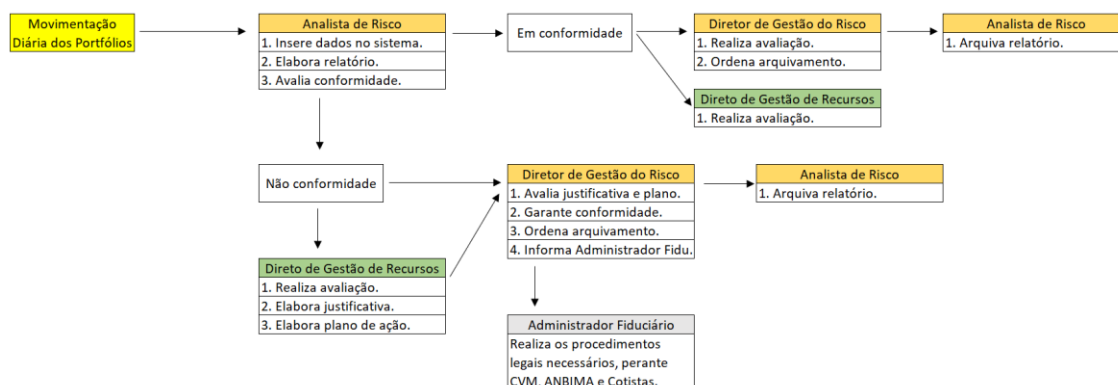 Movimentação
Diária dos Portfólios
Analista de Risco
1. Insere dados no sistema.
2. Elabora relatório.
3. Avalia conformidade.
Em conformidade
Diretor de Gestão do Risco
1. Realiza avaliação.
2. Ordena arquivamento.
Analista de Risco
1. Arquiva relatório.
Direto de Gestão de Recursos
1. Realiza avaliação.
Não conformidade
Diretor de Gestão do Risco
1. Avalia justificativa e plano.
2. Garante conformidade.
3. Ordena arquivamento.
4. Informa Administrador Fidu.
Analista de Risco
1. Arquiva relatório.
Direto de Gestão de Recursos
1. Realiza avaliação.
2. Elabora justificativa.
3. Elabora plano de ação.
Administrador Fiduciário
Realiza os procedimentos
legais necessários, perante
CVM, ANBIMA e Cotistas.